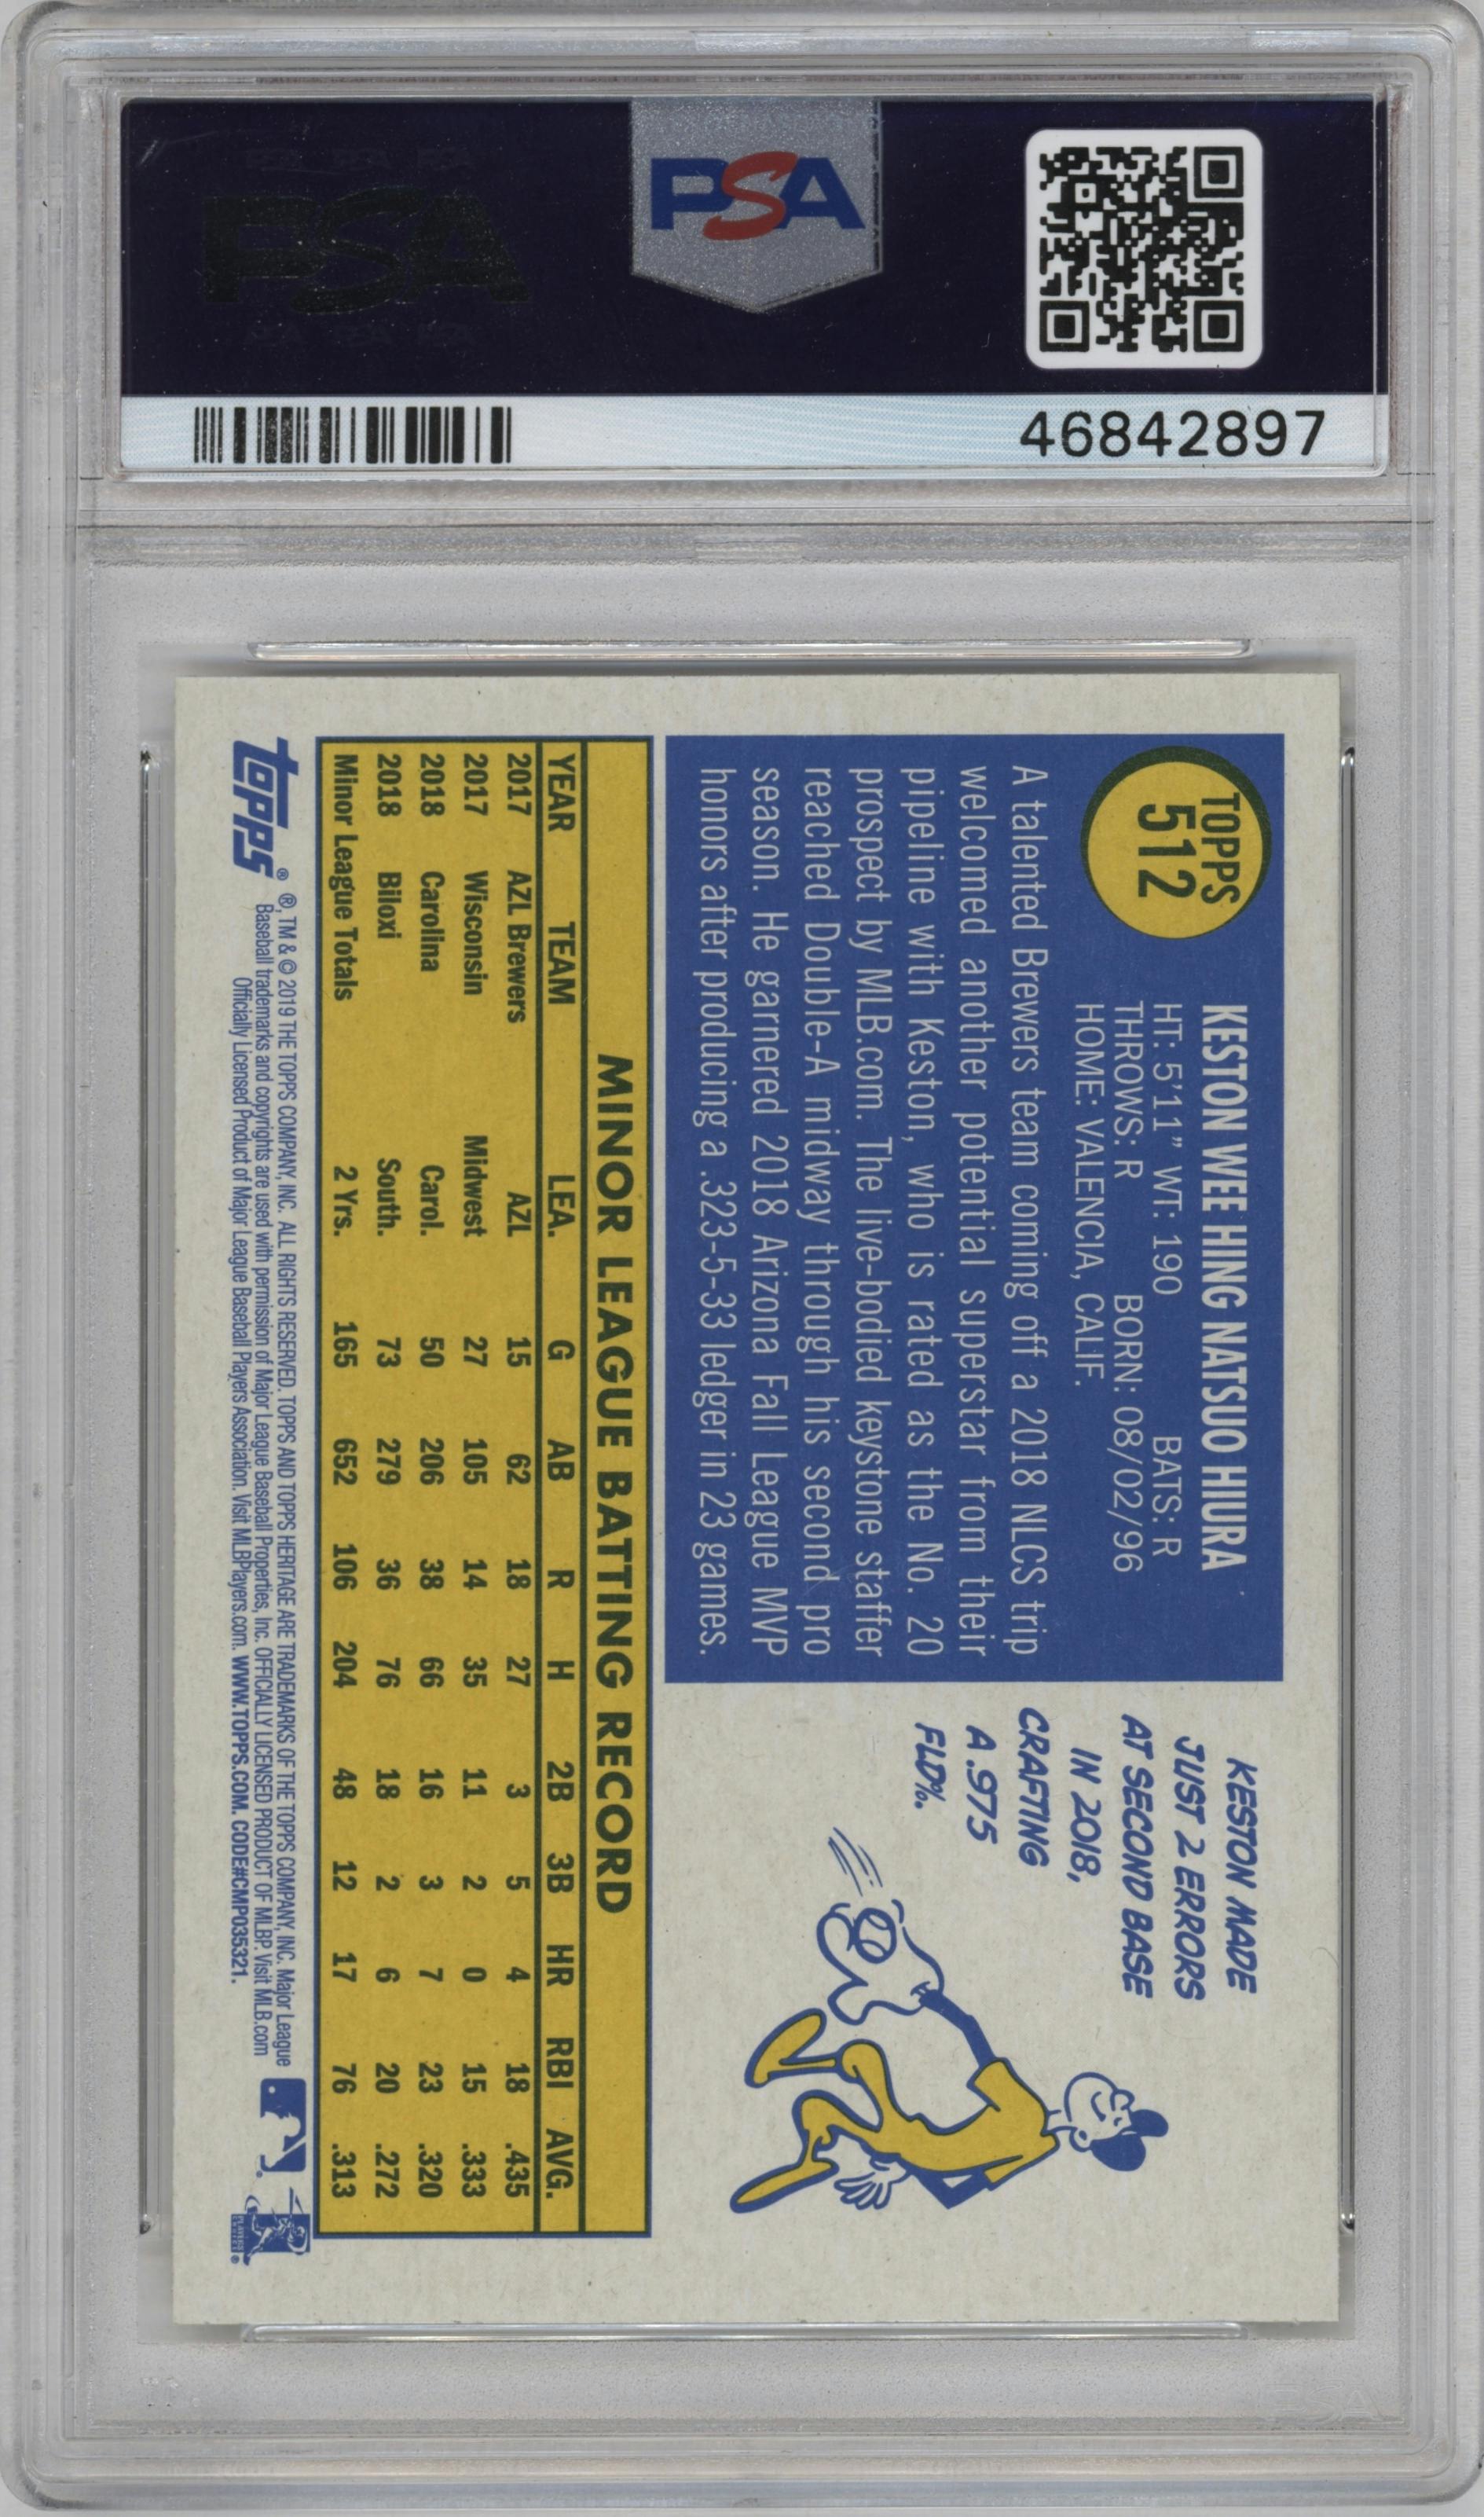 PSA
PSA
46842897
TOPPS
512
KESTON WEE HING NATSUO HIURA
HT: 5'11" WT: 190 BATS: R
THROWS: R BORN: 08/02/96
HOME: VALENCIA, CALIF.
A talented Brewers team coming off a 2018 NLCS trip
welcomed another potential superstar from their
pipeline with Keston, who is rated as the No. 20
prospect by MLB.com. The live-bodied keystone staffer
reached Double-A midway through his second pro
season. He garnered 2018 Arizona Fall League MVP
honors after producing a .323-5-33 ledger in 23 games.
KESTON MADE
JUST 2 ERRORS
AT SECOND BASE
IN 2018,
CRAFTING
A .975
FLD%.
MINOR LEAGUE BATTING RECORD
YEAR TEAM LEA. G AB R H 2B 3B HR RBI AVG.
2017 AZL Brewers AZL 15 62 18 27 3 5 4 18 .435
2017 Wisconsin Midwest 27 105 14 35 11 2 0 15 .333
2018 Carolina Carol. 50 206 38 66 16 3 7 23 .320
2018 Biloxi South. 73 279 36 76 18 2 6 20 .272
Minor League Totals 2 Yrs. 165 652 106 204 48 12 17 76 .313
TOPPS®
®, TM & © 2019 THE TOPPS COMPANY, INC. ALL RIGHTS RESERVED. TOPPS AND TOPPS HERITAGE ARE TRADEMARKS OF THE TOPPS COMPANY, INC. Major League
Baseball trademarks and copyrights are used with permission of Major League Baseball Properties, Inc. OFFICIALLY LICENSED PRODUCT OF MLBP. Visit MLB.com
Officially Licensed Product of Major League Baseball Players Association. Visit MLBPlayers.com. WWW.TOPPS.COM. CODE#CMP035321.